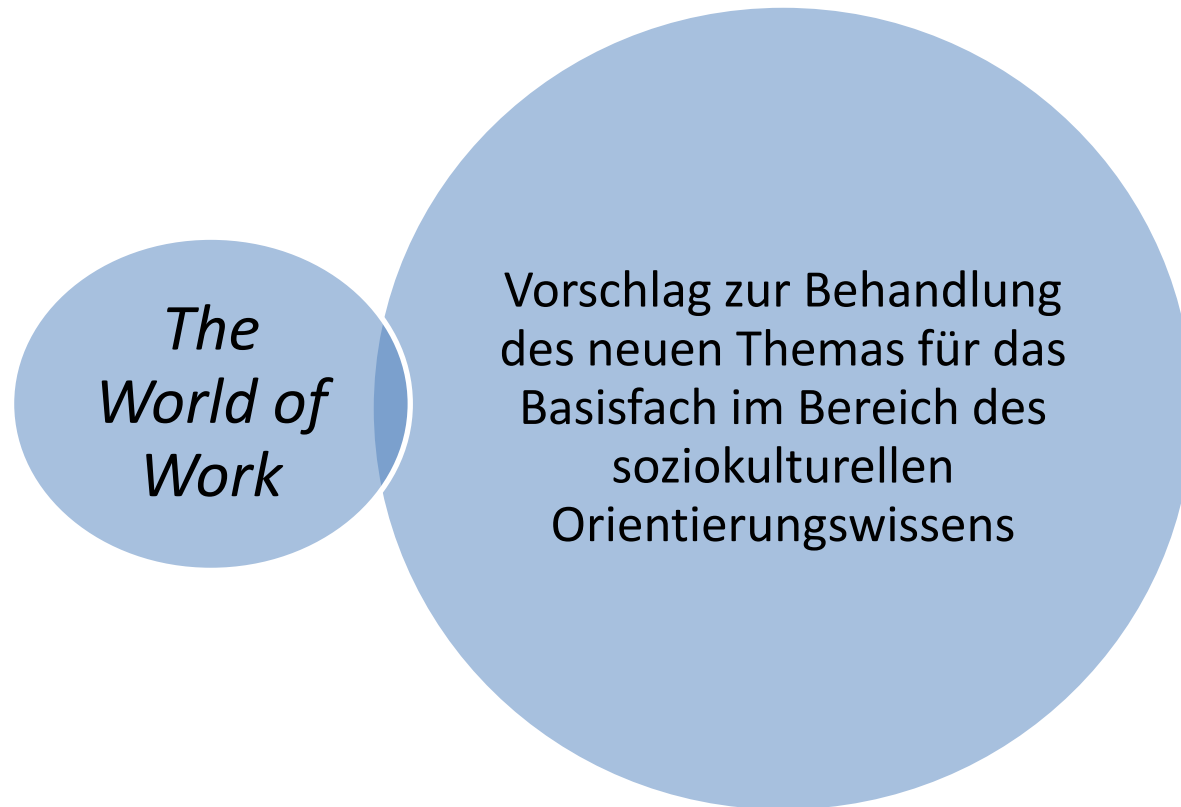 The
World of
Work
Vorschlag zur Behandlung
des neuen Themas für das
Basisfach im Bereich des
soziokulturellen
Orientierungswissens